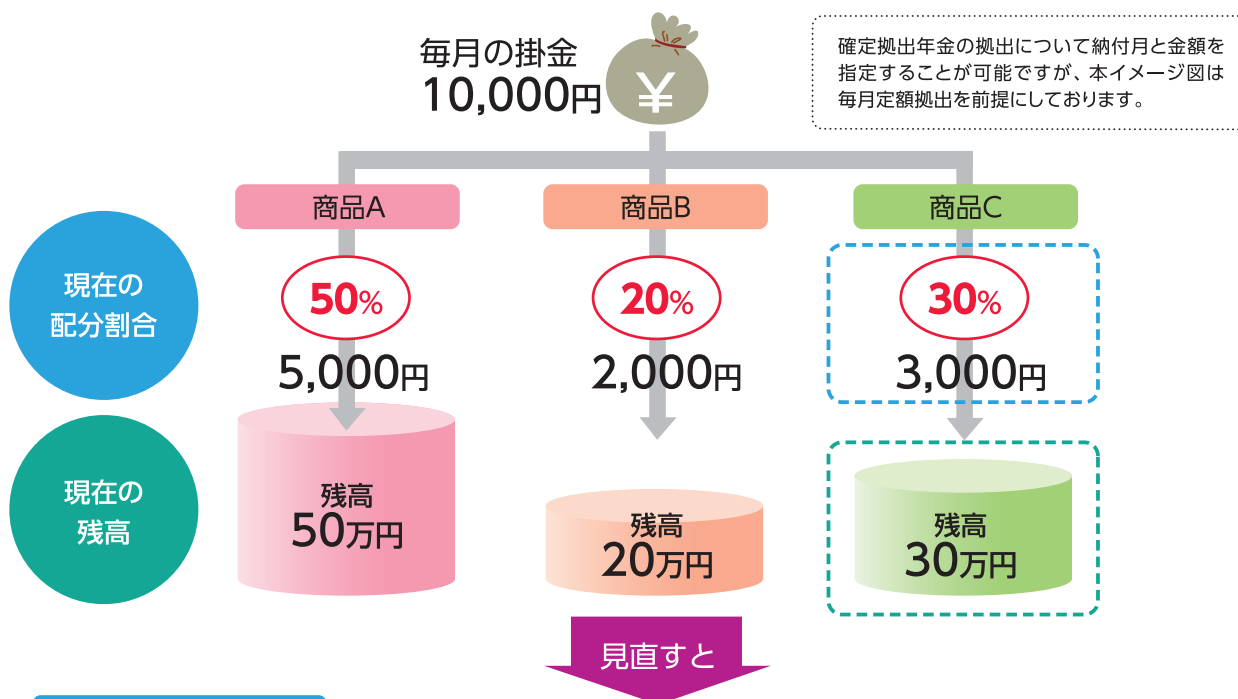 毎月の掛金
10,000円
¥
確定拠出年金の拠出について納付月と金額を
指定することが可能ですが、本イメージ図は
毎月定額拠出を前提にしております。
商品A
商品B
商品C
現在の
配分割合
50%
20%
30%
5,000円
2,000円
3,000円
現在の
残高
残高
50万円
残高
20万円
残高
30万円
見直すと